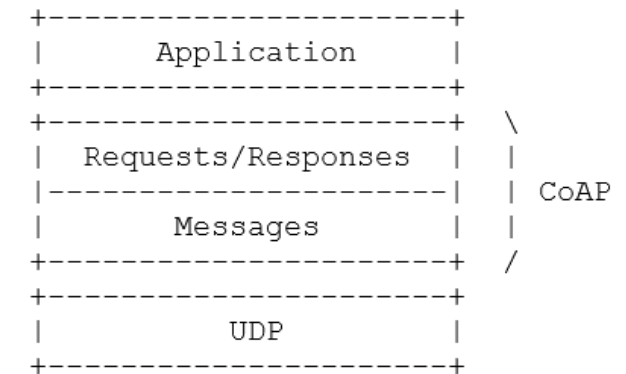 +----------------------+
|      Application     |
+----------------------+
+----------------------+  \
|  Requests/Responses  |  |
|----------------------|  | CoAP
|       Messages       |  |
+----------------------+  /
+----------------------+
|          UDP         |
+----------------------+